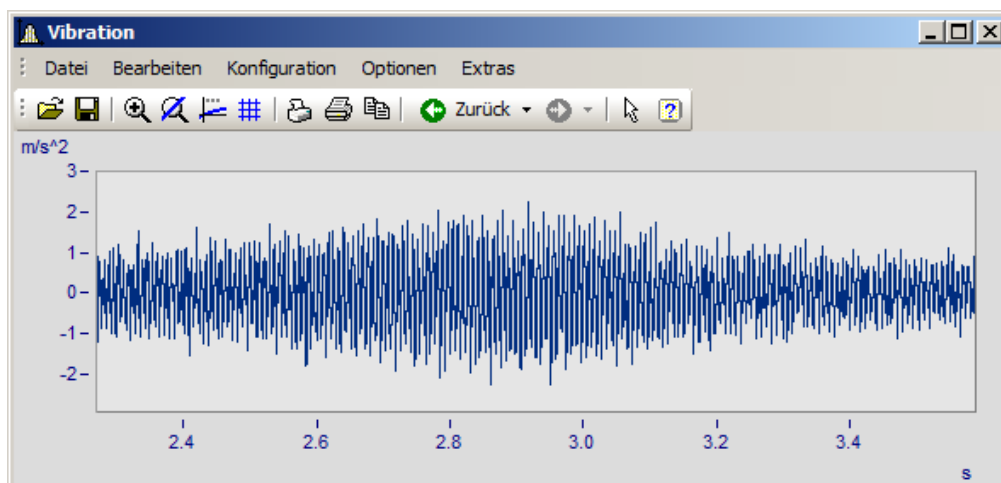 Vibration
Datei Bearbeiten Konfiguration Optionen Extras
Zurück
m/s^2
3
2
1
0
-1
-2
2.4 2.6 2.8 3.0 3.2 3.4
s